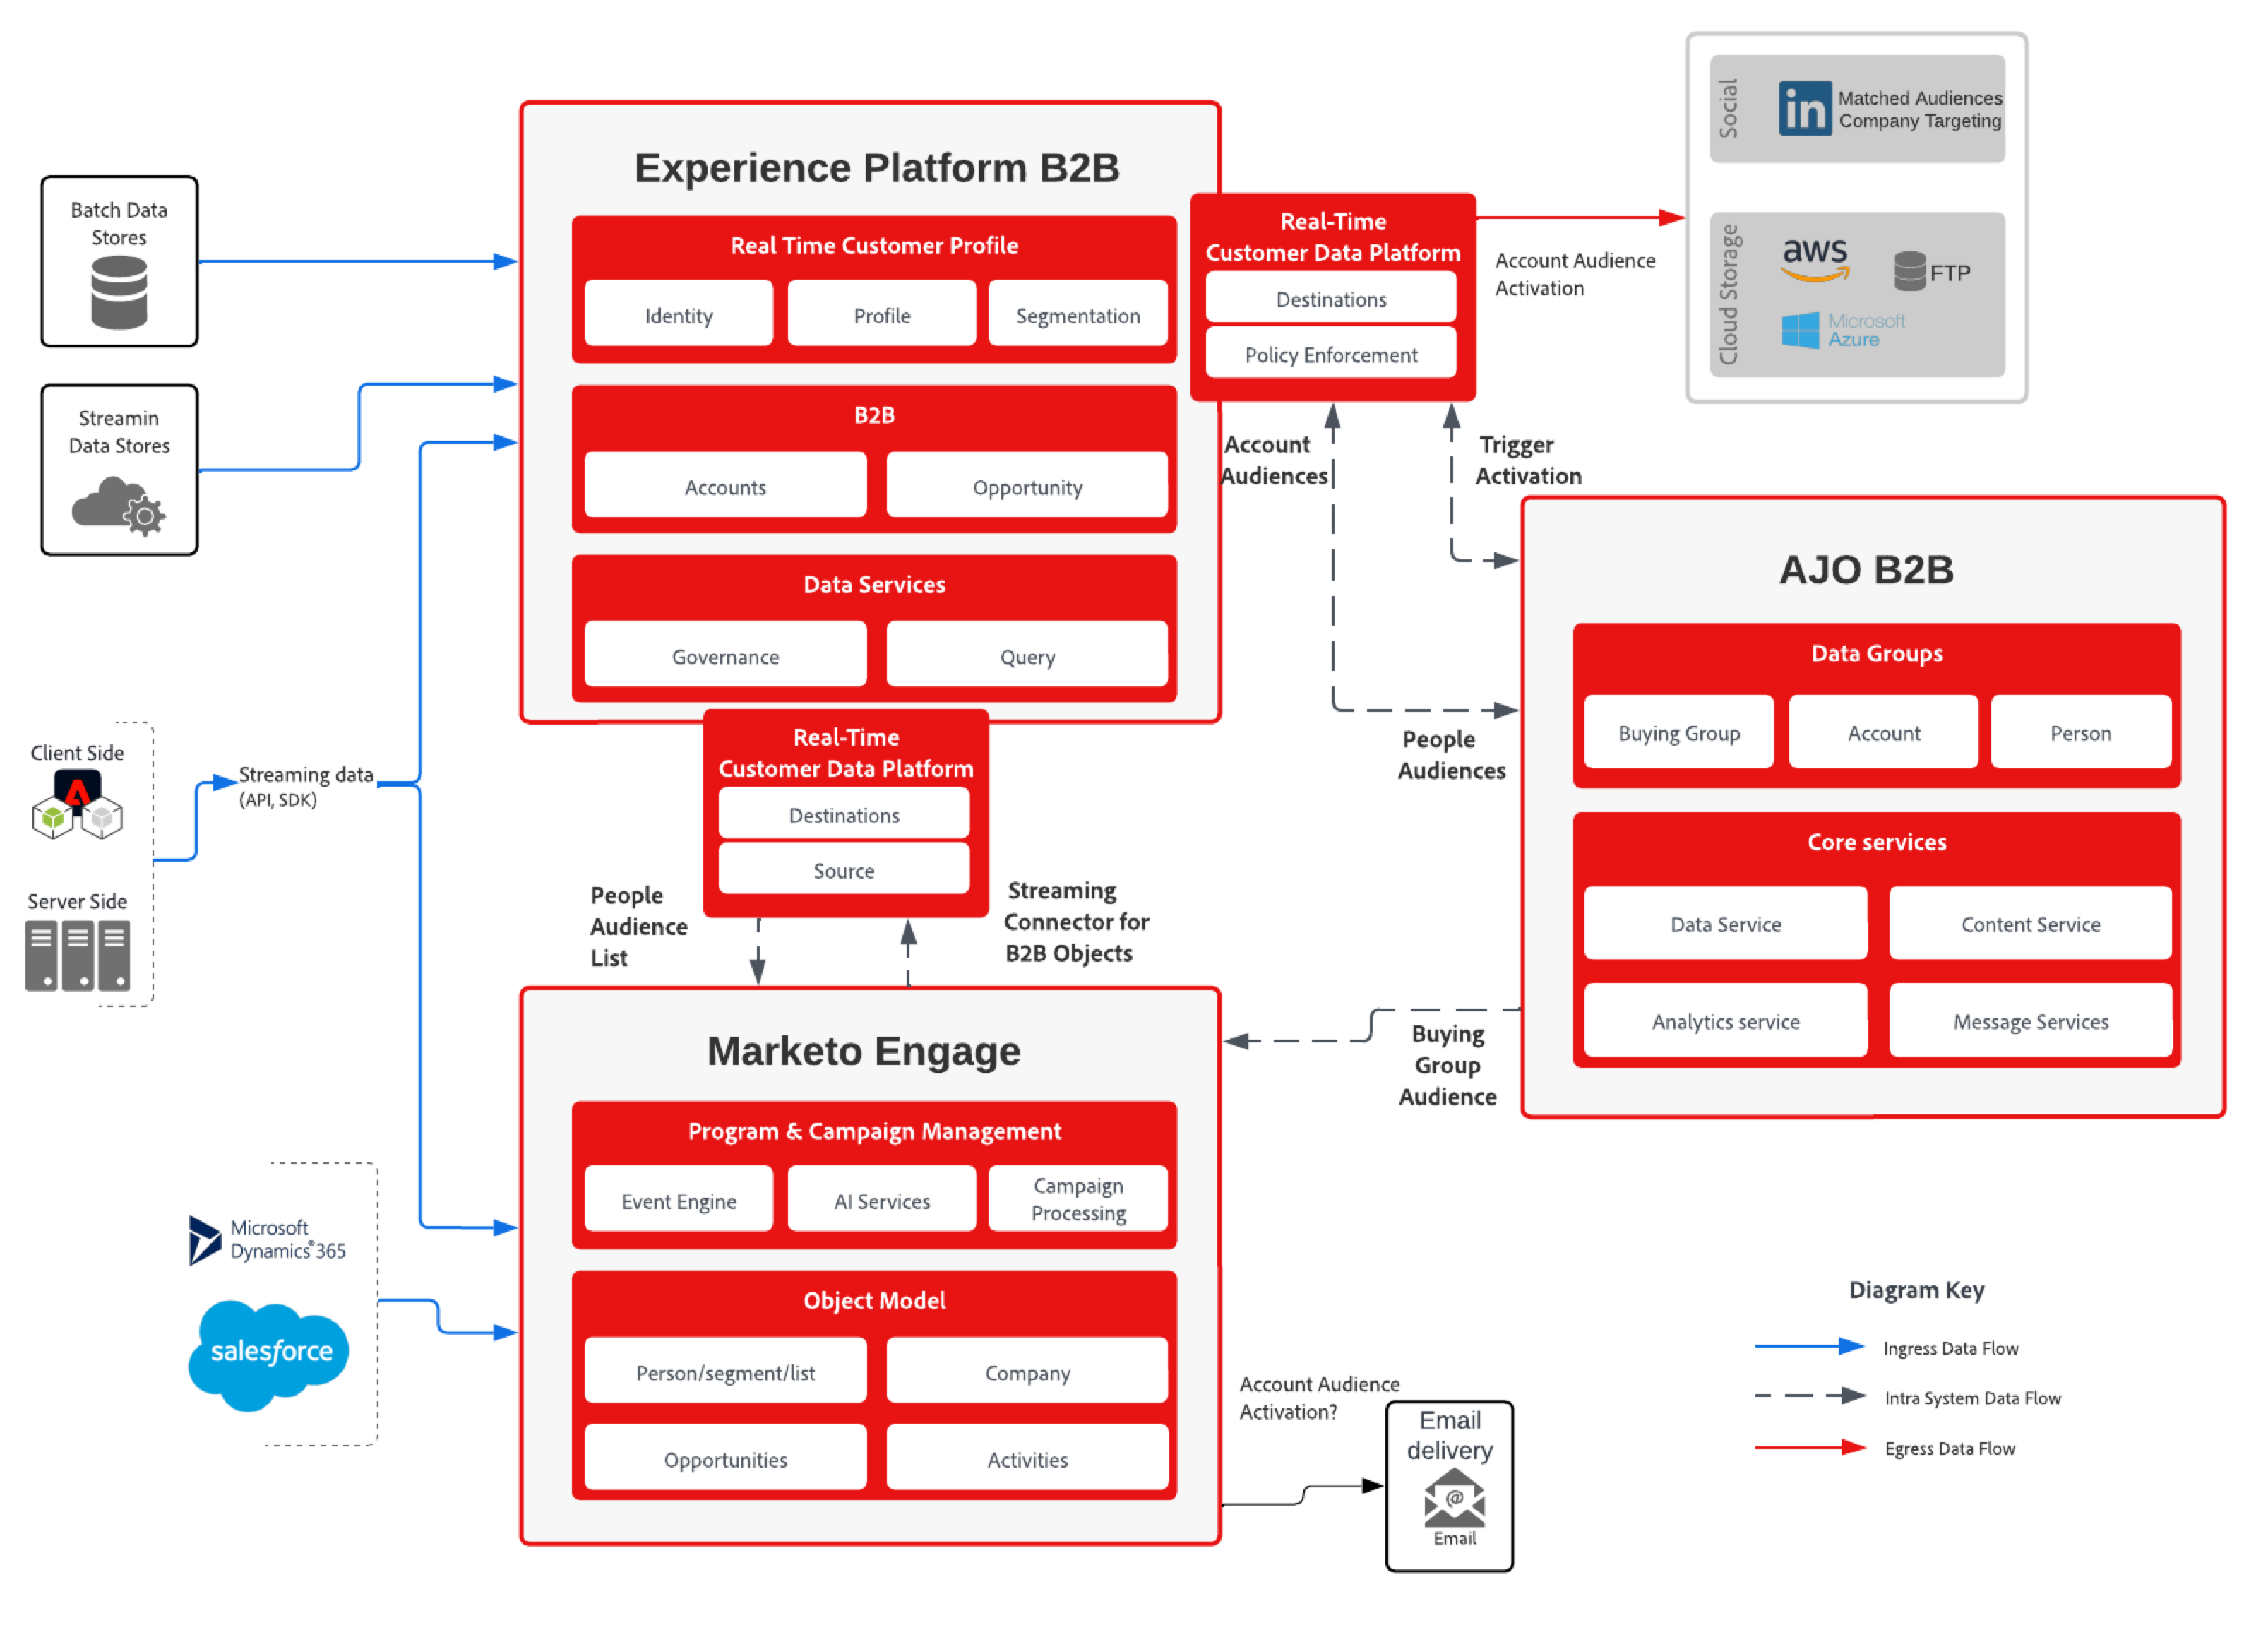 Social
in
Matched Audiences
Company Targeting
Cloud Storage
aws
FTP
Microsoft
Azure
Experience Platform B2B
Real Time Customer Profile
Identity
Profile
Segmentation
B2B
Accounts
Opportunity
Data Services
Governance
Query
Real-Time
Customer Data Platform
Destinations
Policy Enforcement
Account Audience
Activation
Batch Data
Stores
Streamin
Data Stores
Account
Audiences
Trigger
Activation
People
Audiences
AJO B2B
Data Groups
Buying Group
Account
Person
Core services
Data Service
Content Service
Analytics service
Message Services
Client Side
Server Side
Streaming data
(API, SDK)
Real-Time
Customer Data Platform
Destinations
Source
People
Audience
List
Streaming
Connector for
B2B Objects
Buying
Group
Audience
Marketo Engage
Program & Campaign Management
Event Engine
AI Services
Campaign
Processing
Object Model
Person/segment/list
Company
Opportunities
Activities
Microsoft
Dynamics® 365
salesforce
Account Audience
Activation?
Email
delivery
@
Email
Diagram Key
Ingress Data Flow
Intra System Data Flow
Egress Data Flow